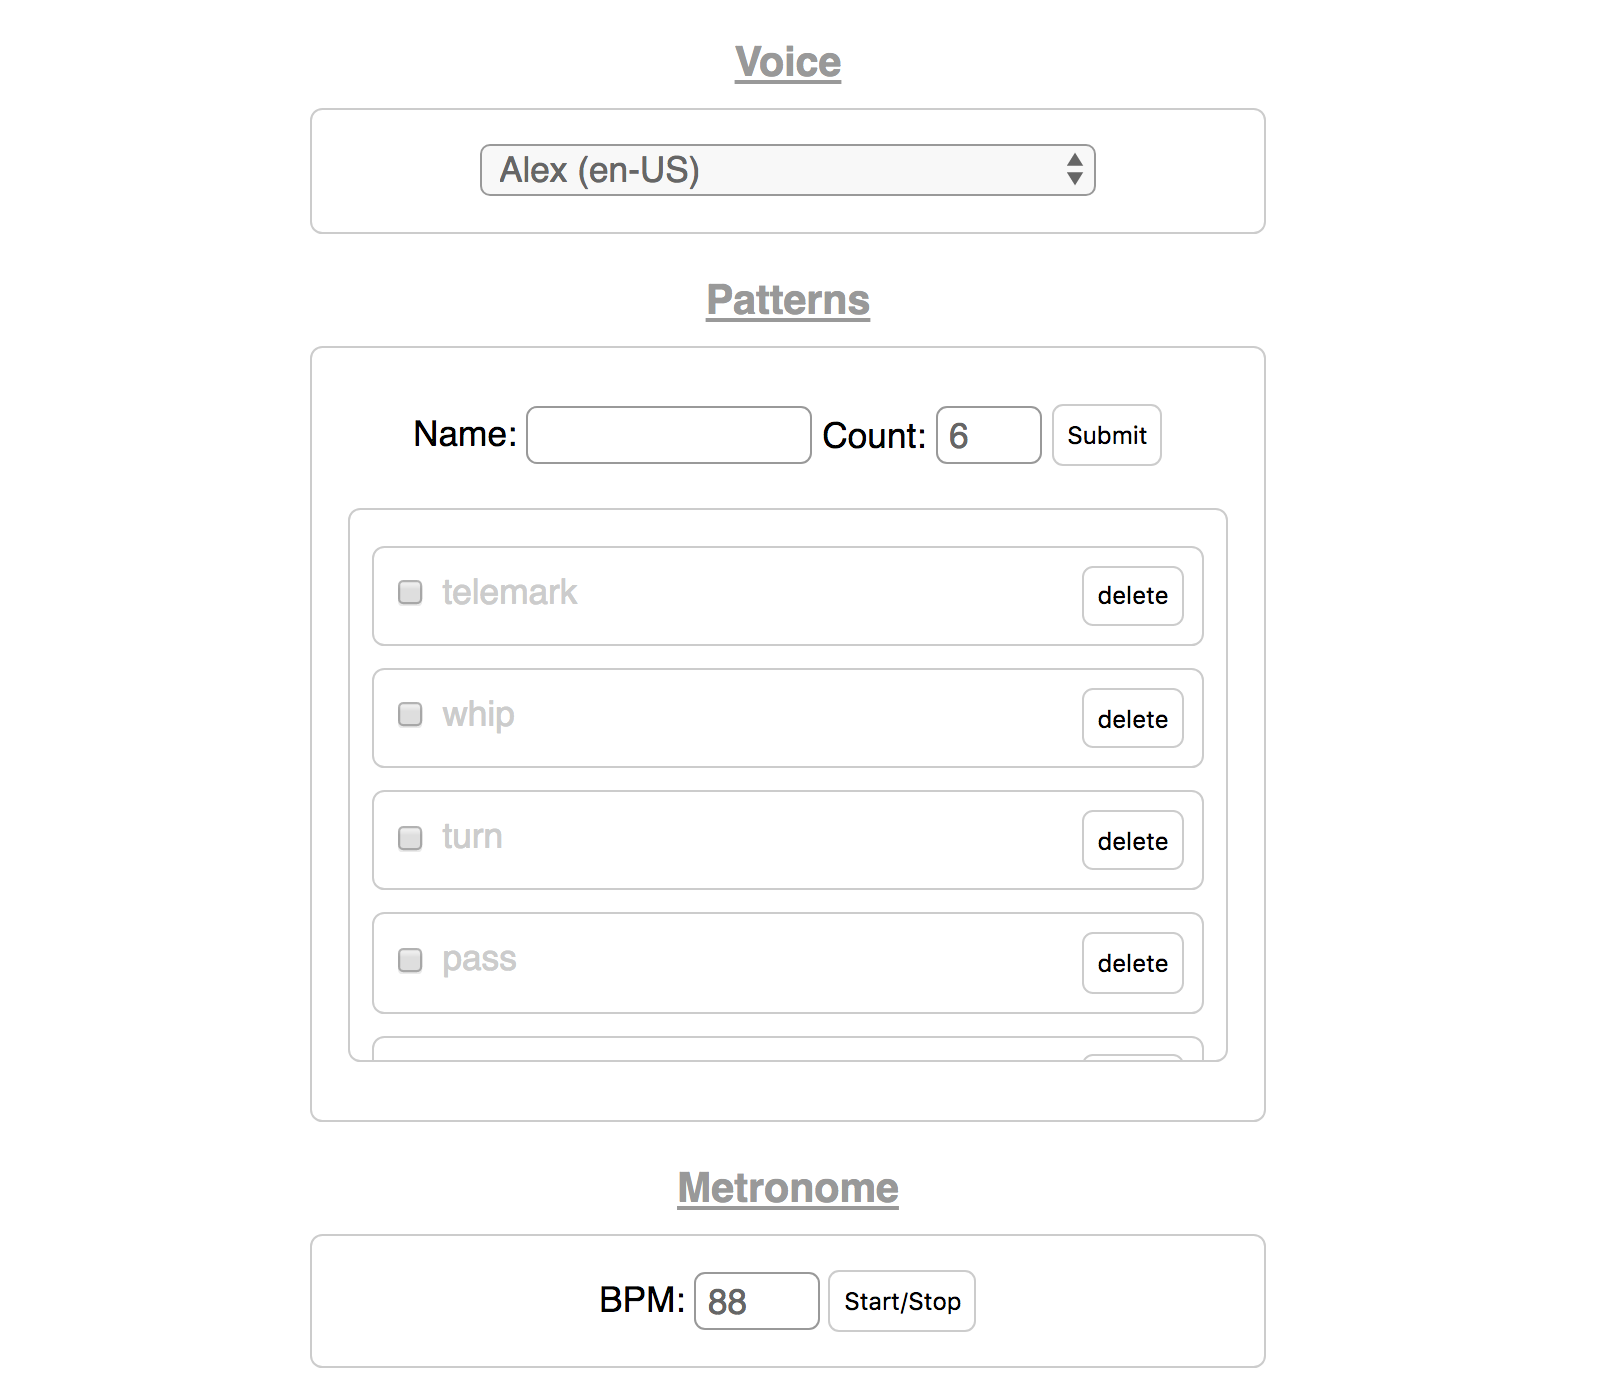 Voice
Alex (en-US)
Patterns
Name: Count: 6 Submit
telemark delete
whip delete
turn delete
pass delete
Metronome
BPM: 88 Start/Stop